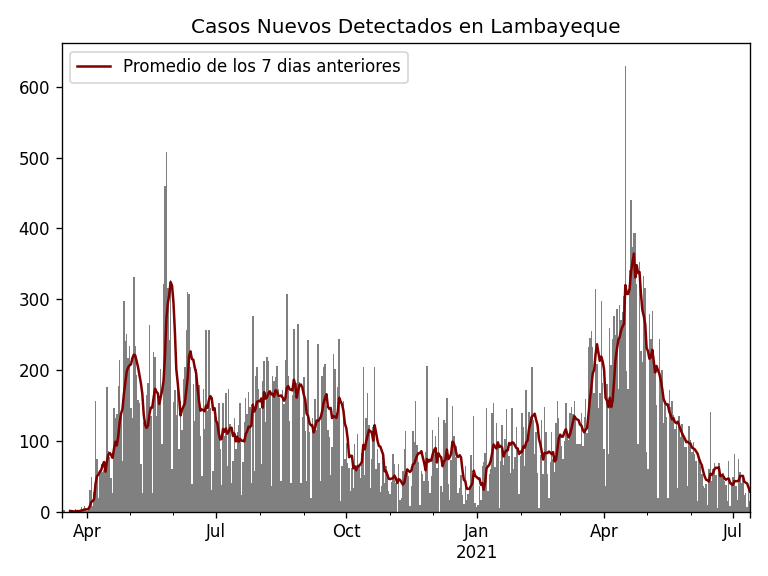 Casos Nuevos Detectados en Lambayeque
Promedio de los 7 dias anteriores
600
500
400
300
200
100
0
Apr Jul Oct Jan Apr Jul
2021